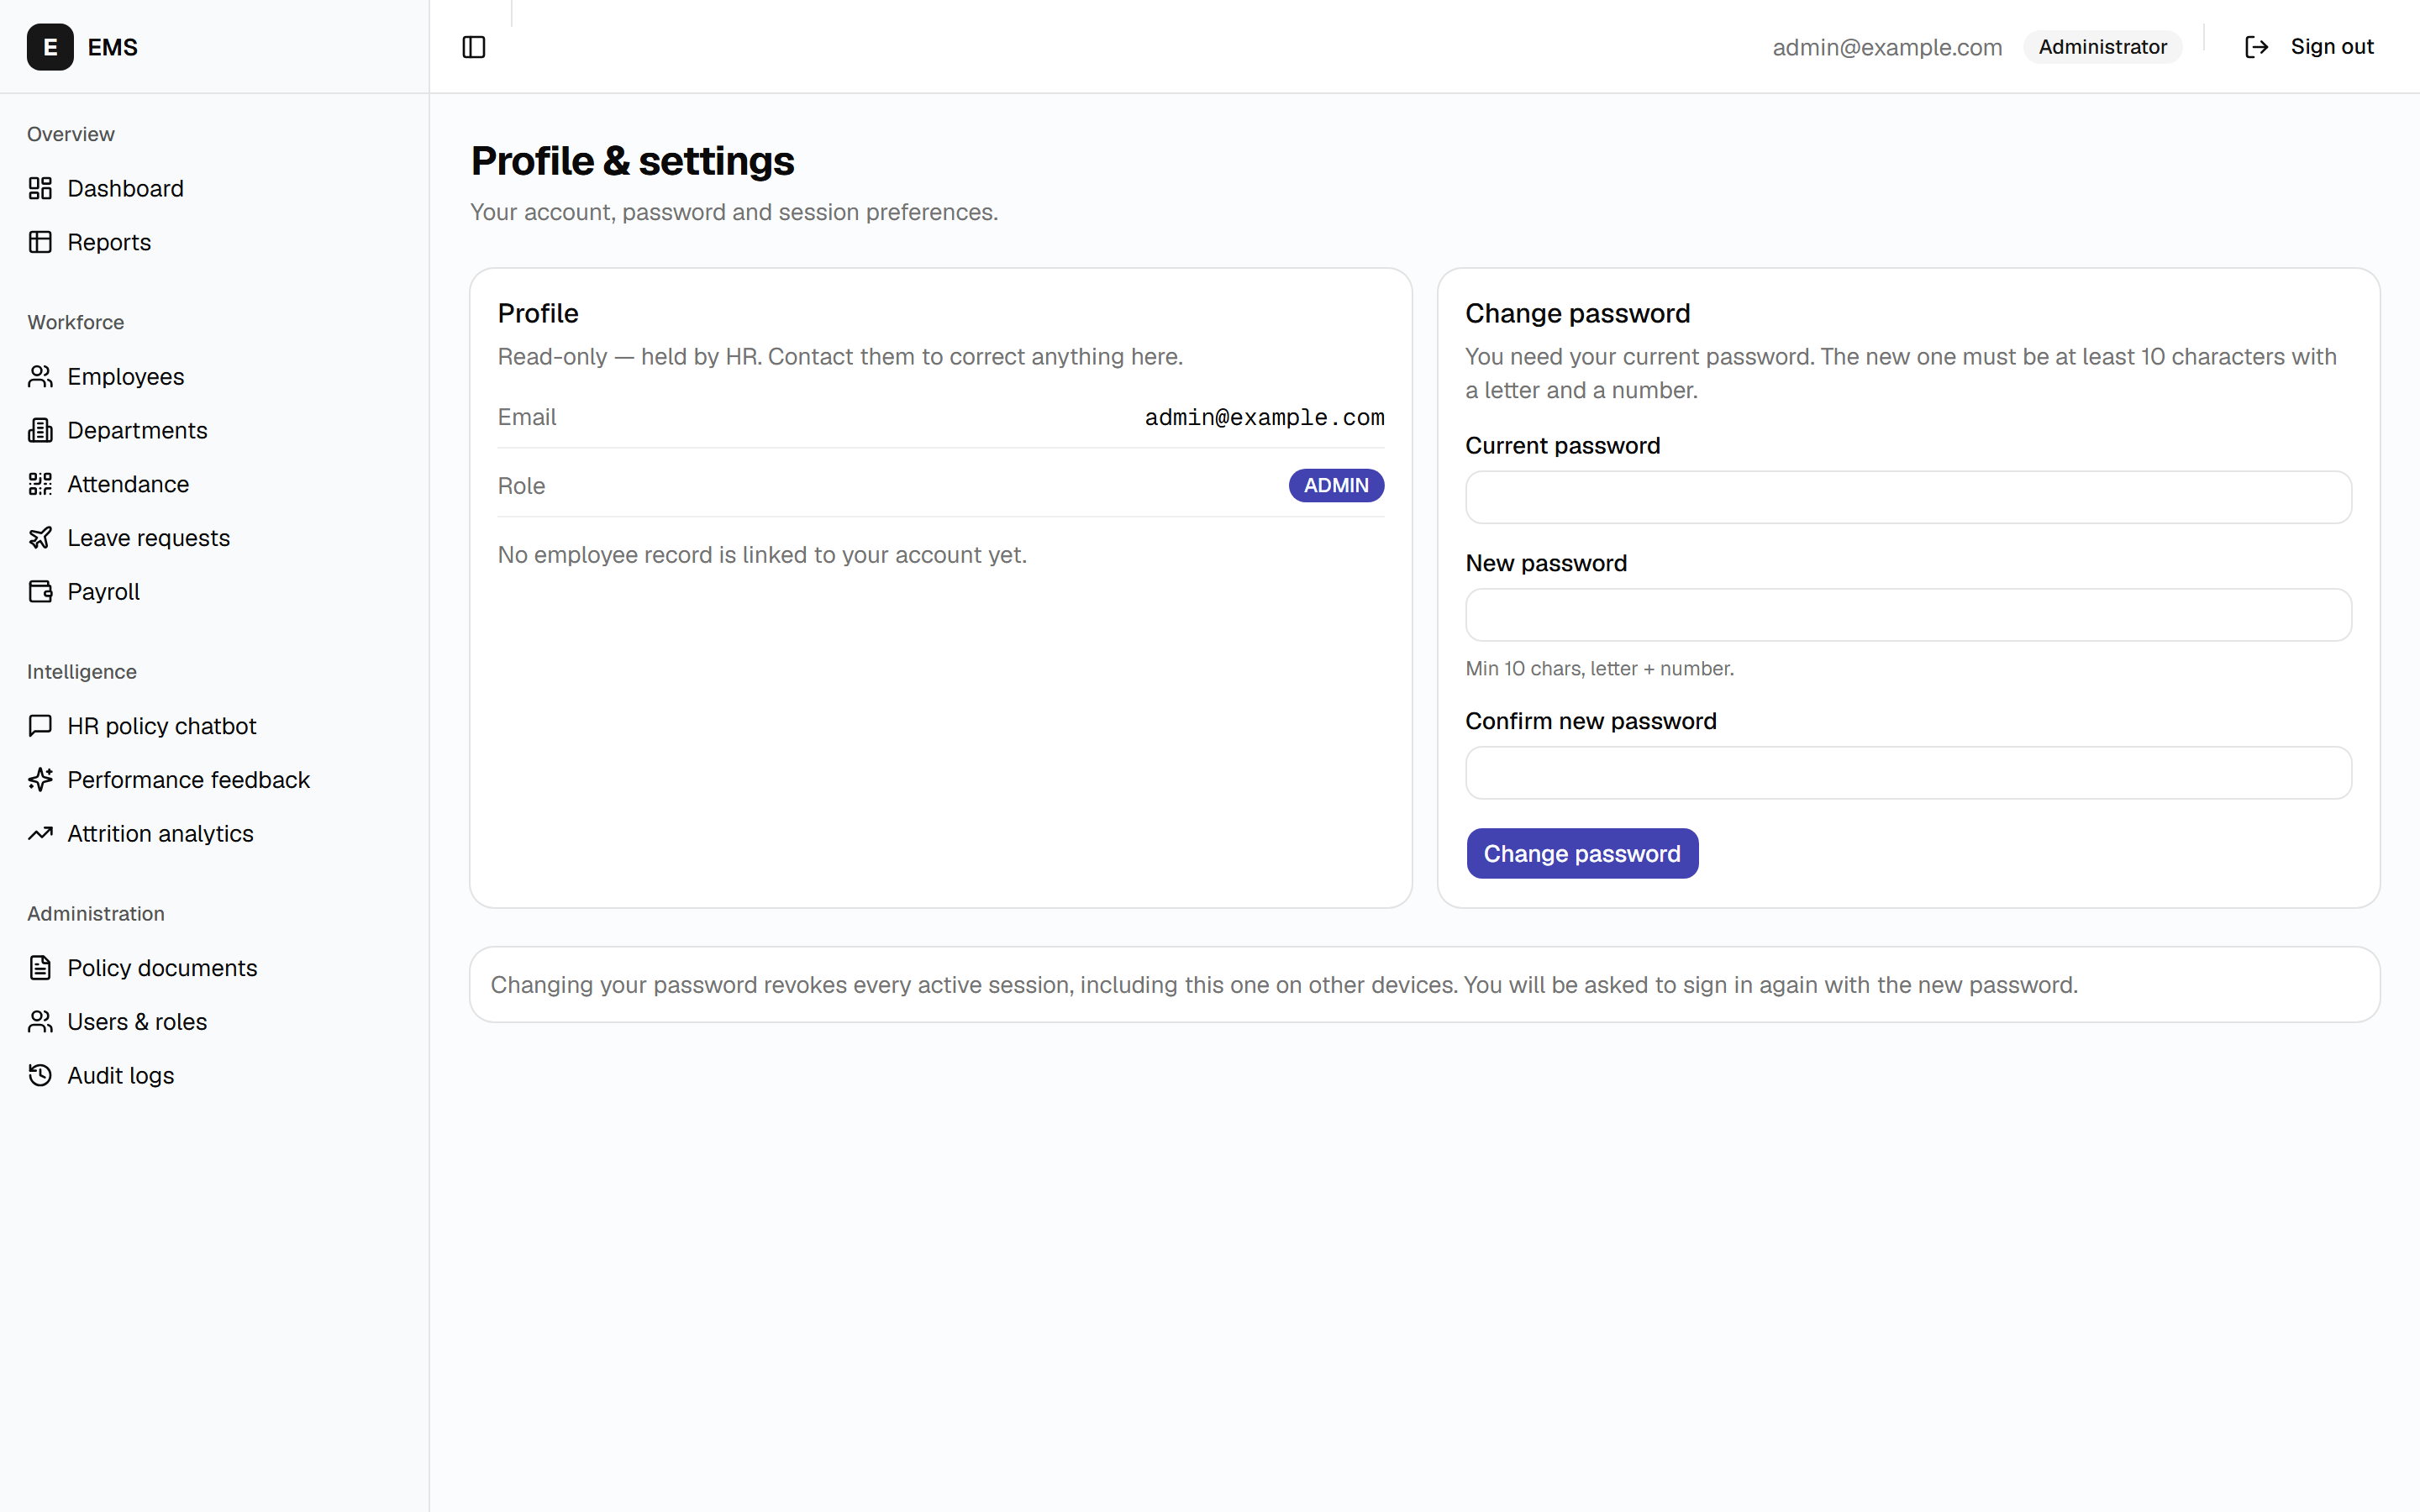 E EMS
admin@example.com Administrator Sign out
Overview
Dashboard
Reports
Workforce
Employees
Departments
Attendance
Leave requests
Payroll
Intelligence
HR policy chatbot
Performance feedback
Attrition analytics
Administration
Policy documents
Users & roles
Audit logs
Profile & settings
Your account, password and session preferences.
Profile
Read-only — held by HR. Contact them to correct anything here.
Email admin@example.com
Role ADMIN
No employee record is linked to your account yet.
Change password
You need your current password. The new one must be at least 10 characters with
a letter and a number.
Current password
New password
Min 10 chars, letter + number.
Confirm new password
Change password
Changing your password revokes every active session, including this one on other devices. You will be asked to sign in again with the new password.